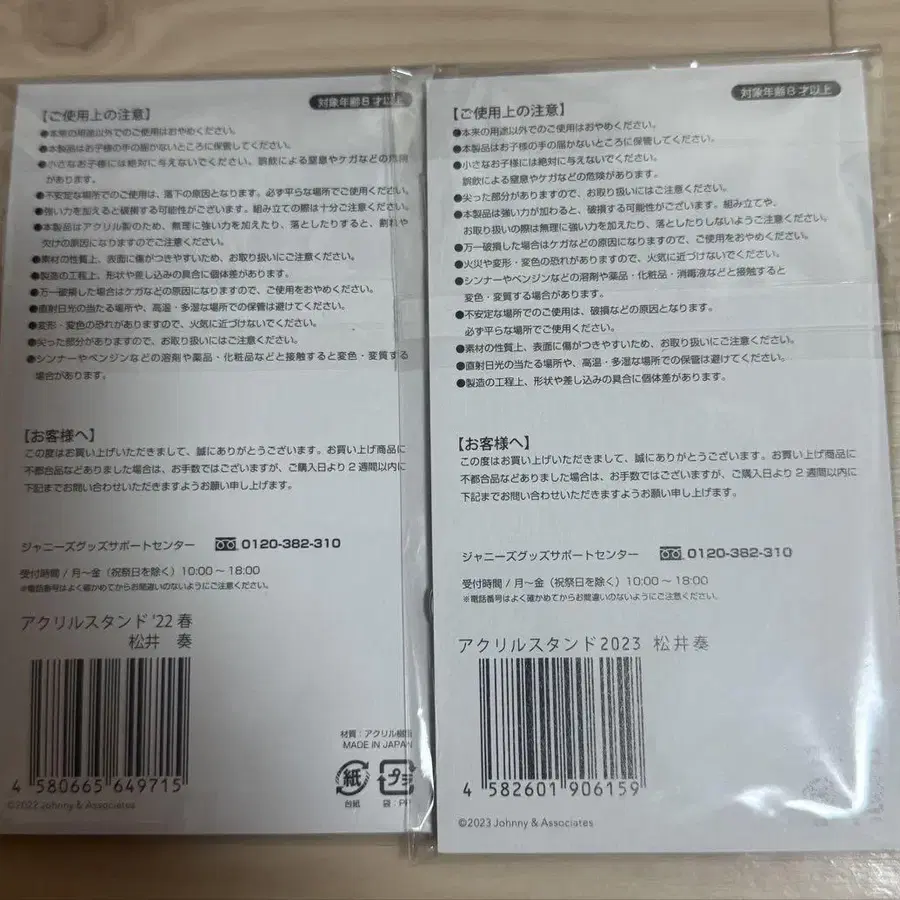 対象年齢6才以上
【ご使用上の注意】
●本来の用途以外でのご使用はおやめください。
●本製品はお子様の手の届かないところに保管してください。
●小さなお子様には絶対に与えないでください。誤飲による窒息やケガなどの危険
があります。
●不安定な場所でのご使用は、落下の原因となります。必ず平らな場所でご使用ください。
●強い力を加えると破損する可能性がございます。組み立ての際は十分ご注意ください。
●本製品はアクリル製のため、無理に強い力を加えたり、落としたりすると、割れや
欠けの原因になりますのでご注意ください。
●素材の性質上、表面に傷がつきやすいため、お取り扱いにご注意ください。
●製造の工程上、形状や差し込みの具合に個体差があります。
●万一破損した場合はケガなどの原因になりますので、ご使用をおやめください。
●直射日光の当たる場所や、高温・多湿な場所での保管は避けてください。
●変形・変色の恐れがありますので、火気に近づけないでください。
●尖った部分がありますので、お取り扱いにはご注意ください。
●シンナーやベンジンなどの溶剤や薬品・化粧品などと接触すると変色・変質する
場合があります。
【お客様へ】
この度はお買い上げいただきまして、誠にありがとうございます。お買い上げ商品に
不都合品などありました場合は、お手数ではございますが、ご購入日より2週間以内に
下記までお問い合わせいただきますようお願い申し上げます。
ジャニーズグッズサポートセンター 0120-382-310
受付時間/月〜金（祝祭日を除く）10:00〜18:00
※電話番号はよく確かめてからお間違いのないようにご注意ください。
アクリルスタンド'22春
松井 奏
4 580665 649715
©2022 Johnny & Associates
材質：アクリル樹脂
MADE IN JAPAN
紙
台紙
プラ
袋：PP
対象年齢6才以上
【ご使用上の注意】
●本来の用途以外でのご使用はおやめください。
●本製品はお子様の手の届かないところに保管してください。
●小さなお子様には絶対に与えないでください。
誤飲による窒息やケガなどの危険があります。
●尖った部分がありますので、お取り扱いにはご注意ください。
●本製品は強い力が加わると、破損する可能性がございます。組み立てや、
お取り扱いの際は無理に強い力を加えたり、落としたりしないようご注意ください。
●万一破損した場合はケガなどの原因になりますので、ご使用をおやめください。
●火災や変形・変色の恐れがありますので、火気に近づけないでください。
●シンナーやベンジンなどの溶剤や薬品・化粧品・消毒液などと接触すると
変色・変質する場合があります。
●不安定な場所でのご使用は、破損などの原因となります。
必ず平らな場所でご使用ください。
●素材の性質上、表面に傷がつきやすいため、お取り扱いにご注意ください。
●直射日光の当たる場所や、高温・多湿な場所での保管は避けてください。
●製造の工程上、形状や差し込みの具合に個体差があります。
【お客様へ】
この度はお買い上げいただきまして、誠にありがとうございます。お買い上げ商品に
不都合品などありました場合は、お手数ではございますが、ご購入日より2週間以内に
下記までお問い合わせいただきますようお願い申し上げます。
ジャニーズグッズサポートセンター 0120-382-310
受付時間/月〜金（祝祭日を除く）10:00〜18:00
※電話番号はよく確かめてからお間違いのないようにご注意ください。
アクリルスタンド2023 松井奏
4 582601 906159
©2023 Johnny & Associates